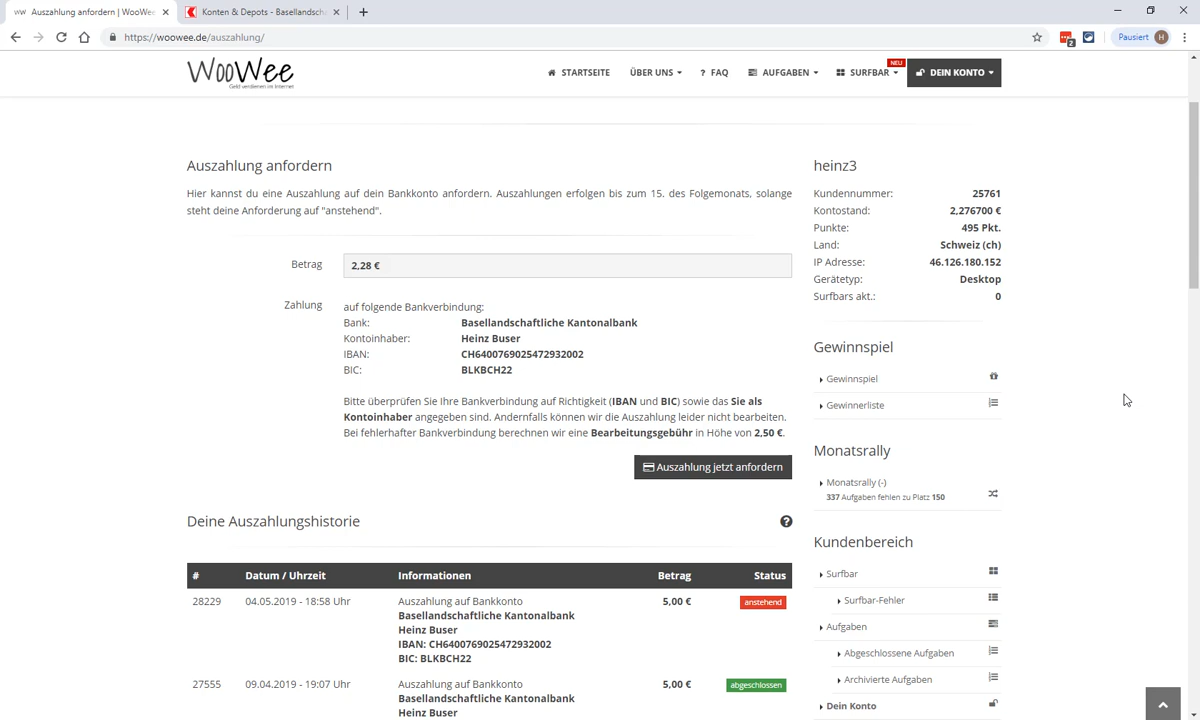 Auszahlung anfordern | WooWe
Konten & Depots - Basellandsch
https://woowee.de/auszahlung/
2
Pausiert H
WooWee
Geld verdienen im Internet
STARTSEITE ÜBER UNS ? FAQ AUFGABEN SURFBAR NEU DEIN KONTO
Auszahlung anfordern
Hier kannst du eine Auszahlung auf dein Bankkonto anfordern. Auszahlungen erfolgen bis zum 15. des Folgemonats, solange
steht deine Anforderung auf "anstehend".
Betrag 2,28 €
Zahlung auf folgende Bankverbindung:
Bank: Basellandschaftliche Kantonalbank
Kontoinhaber: Heinz Buser
IBAN: CH6400769025472932002
BIC: BLKBCH22
Bitte überprüfen Sie Ihre Bankverbindung auf Richtigkeit (IBAN und BIC) sowie das Sie als
Kontoinhaber angegeben sind. Andernfalls können wir die Auszahlung leider nicht bearbeiten.
Bei fehlerhafter Bankverbindung berechnen wir eine Bearbeitungsgebühr in Höhe von 2,50 €.
Auszahlung jetzt anfordern
Deine Auszahlungshistorie
# Datum / Uhrzeit Informationen Betrag Status
28229 04.05.2019 - 18:58 Uhr Auszahlung auf Bankkonto 5,00 € anstehend
Basellandschaftliche Kantonalbank
Heinz Buser
IBAN: CH6400769025472932002
BIC: BLKBCH22
27555 09.04.2019 - 19:07 Uhr Auszahlung auf Bankkonto 5,00 € abgeschlossen
Basellandschaftliche Kantonalbank
Heinz Buser
heinz3
Kundennummer: 25761
Kontostand: 2,276700 €
Punkte: 495 Pkt.
Land: Schweiz (ch)
IP Adresse: 46.126.180.152
Gerätetyp: Desktop
Surfbars akt.: 0
Gewinnspiel
Gewinnspiel
Gewinnerliste
Monatsrally
Monatsrally (-)
337 Aufgaben fehlen zu Platz 150
Kundenbereich
Surfbar
Surfbar-Fehler
Aufgaben
Abgeschlossene Aufgaben
Archivierte Aufgaben
Dein Konto